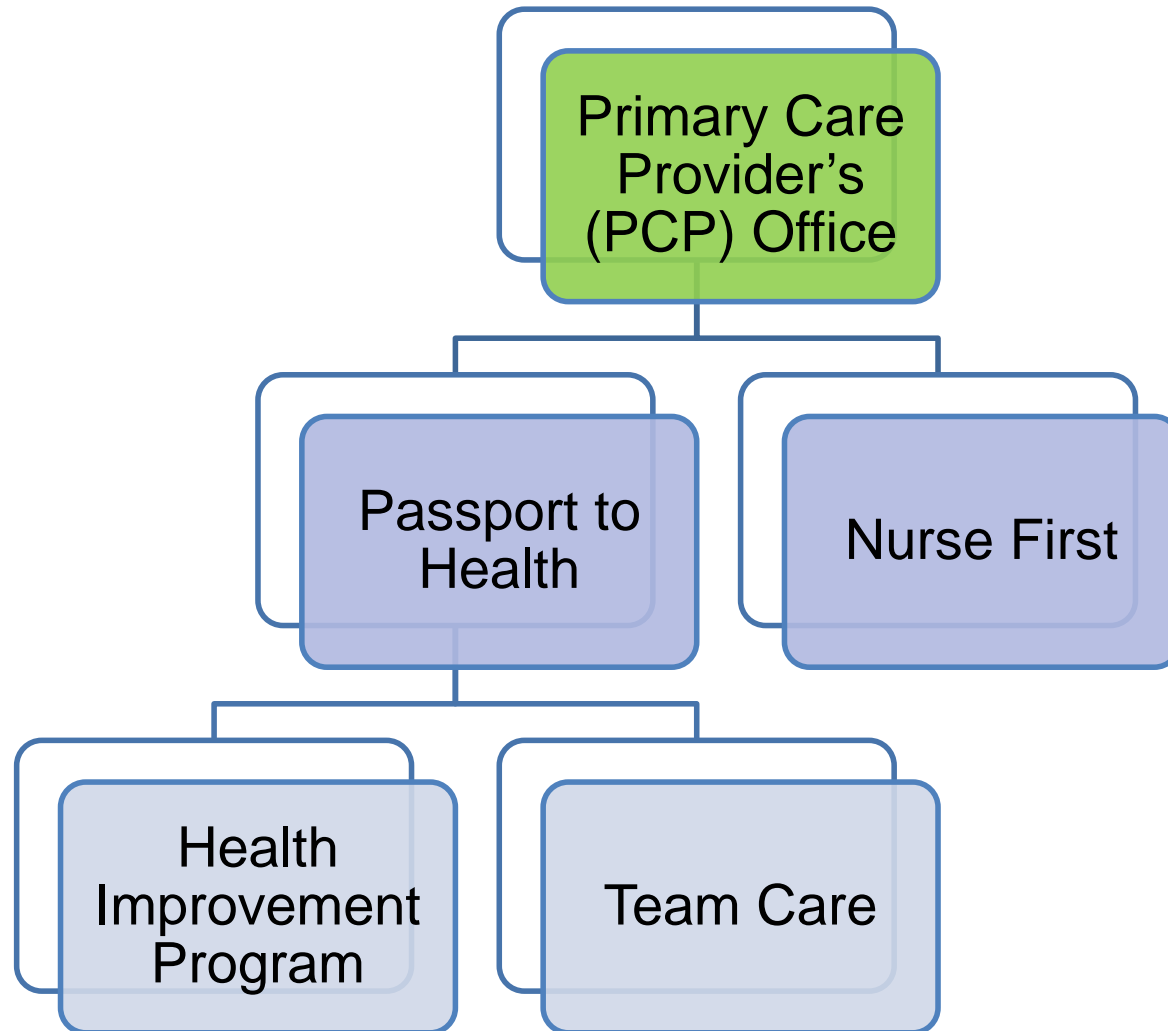 Primary Care
Provider’s
(PCP) Office
Passport to
Health
Nurse First
Health
Improvement
Program
Team Care